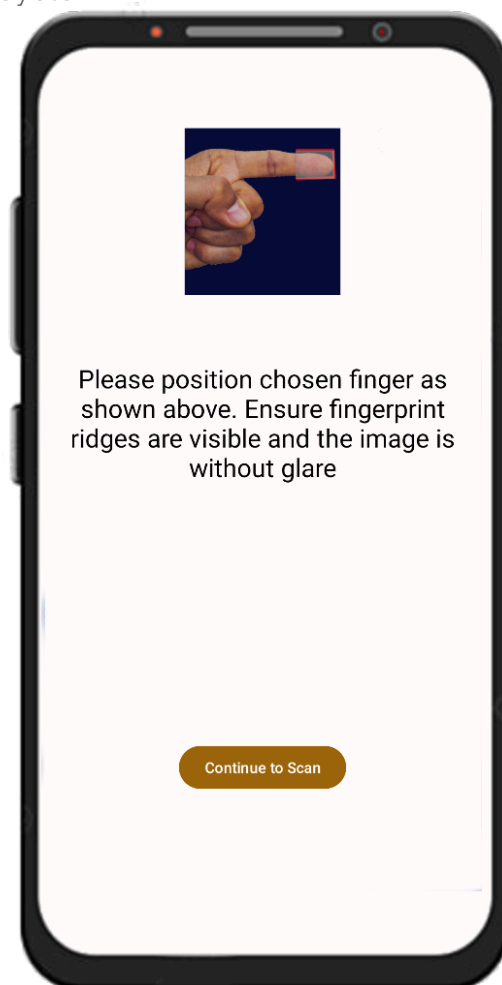 Please position chosen finger as
shown above. Ensure fingerprint
ridges are visible and the image is
without glare
Continue to Scan